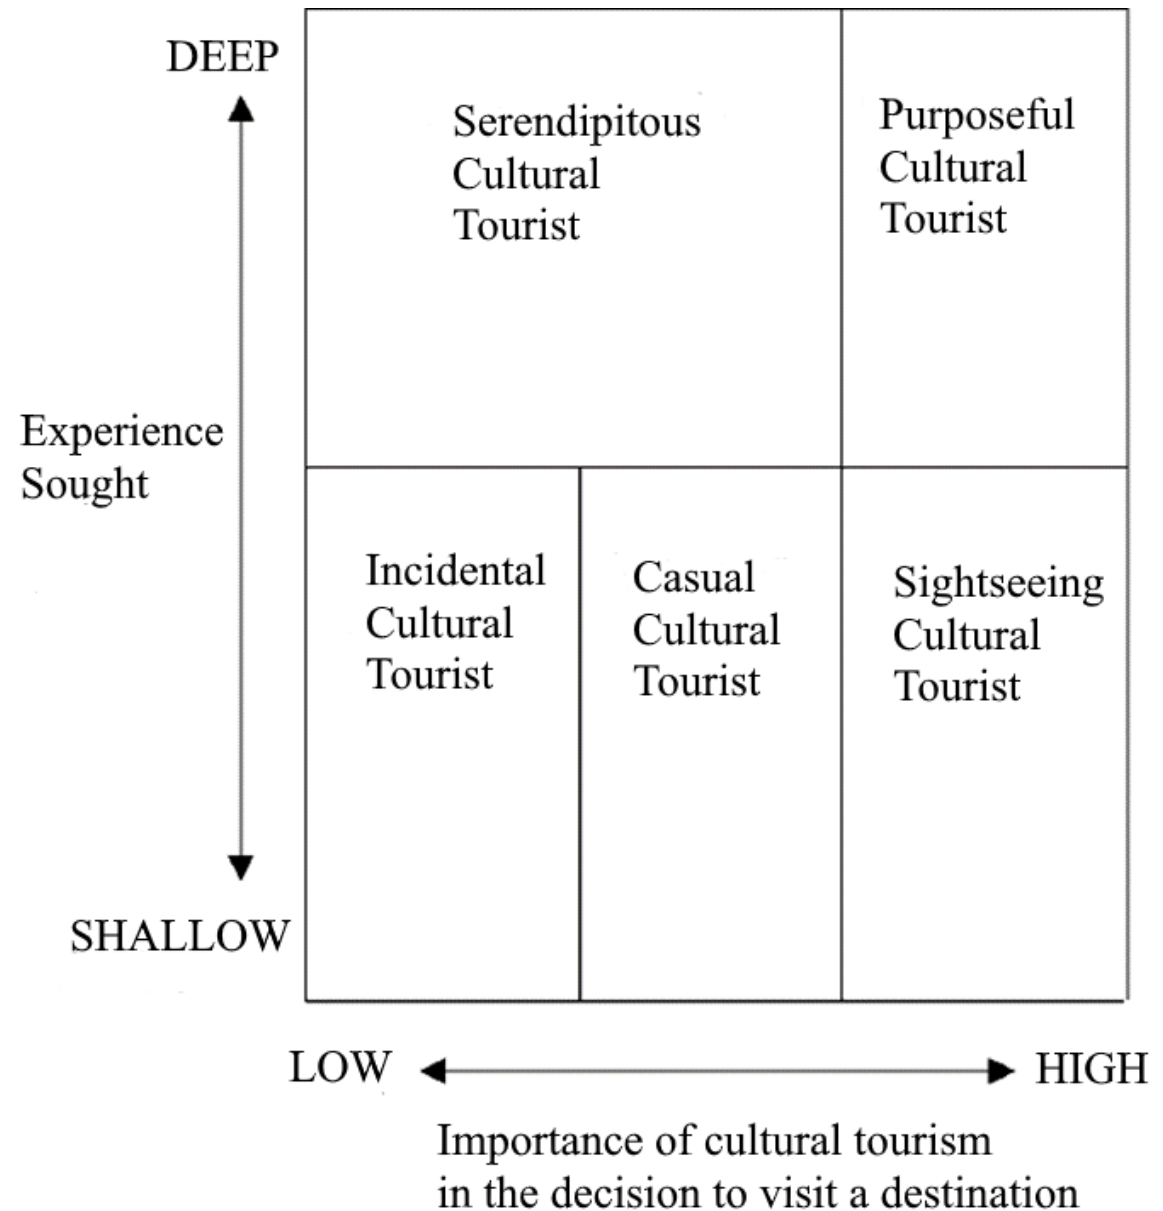 DEEP
Serendipitous
Cultural
Tourist
Purposeful
Cultural
Tourist
Experience
Sought
Incidental
Cultural
Tourist
Casual
Cultural
Tourist
Sightseeing
Cultural
Tourist
SHALLOW
LOW
HIGH
Importance of cultural tourism
in the decision to visit a destination